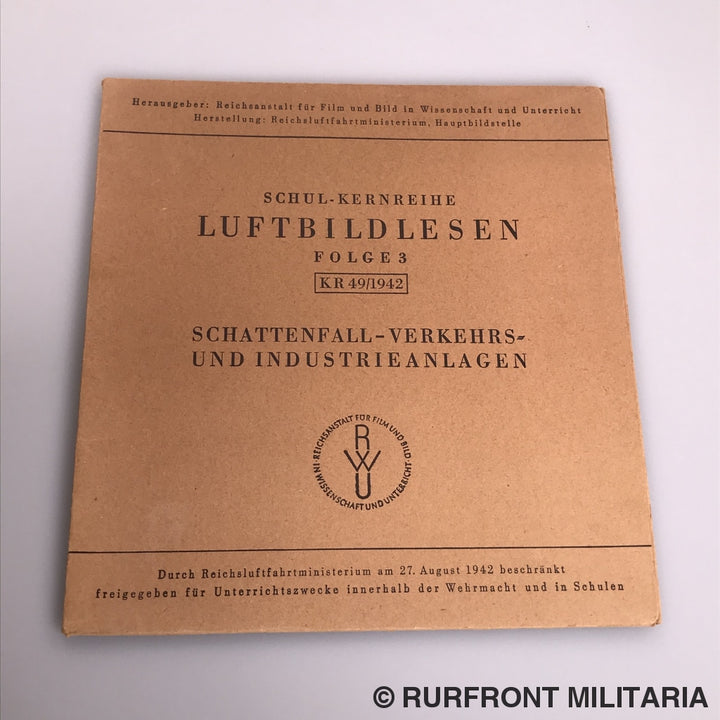 Herausgeber: Reichsanstalt für Film und Bild in Wissenschaft und Unterricht
Herstellung: Reichsluftfahrtministerium, Hauptbildstelle
SCHUL-KERNREIHE
LUFTBILDLESEN
FOLGE 3
KR 49/1942
SCHATTENFALL-VERKEHRS-
UND INDUSTRIEANLAGEN
REICHSANSTALT FÜR FILM UND BILD
IN WISSENSCHAFT UND UNTERRICHT
RWU
Durch Reichsluftfahrtministerium am 27. August 1942 beschränkt
freigegeben für Unterrichtszwecke innerhalb der Wehrmacht und in Schulen
© RURFRONT MILITARIA